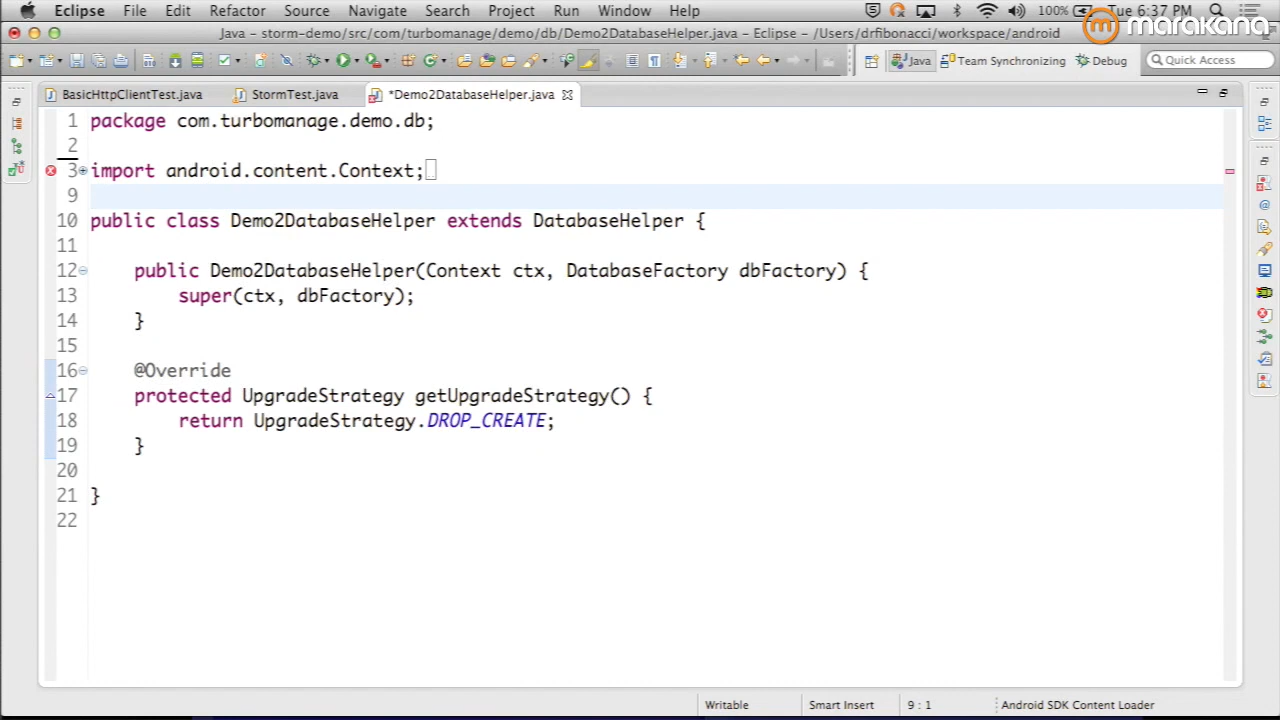 Eclipse File Edit Refactor Source Navigate Search Project Run Window Help 100% Tue 6:37 PM
marakana
Java - storm-demo/src/com/turbomanage/demo/db/Demo2DatabaseHelper.java - Eclipse - /Users/drfibonacci/workspace/android
Java Team Synchronizing Debug Quick Access
BasicHttpClientTest.java StormTest.java *Demo2DatabaseHelper.java
1 package com.turbomanage.demo.db;
2
3 import android.content.Context;
9
10 public class Demo2DatabaseHelper extends DatabaseHelper {
11
12 public Demo2DatabaseHelper(Context ctx, DatabaseFactory dbFactory) {
13 super(ctx, dbFactory);
14 }
15
16 @Override
17 protected UpgradeStrategy getUpgradeStrategy() {
18 return UpgradeStrategy.DROP_CREATE;
19 }
20
21 }
22
Writable Smart Insert 9 : 1 Android SDK Content Loader